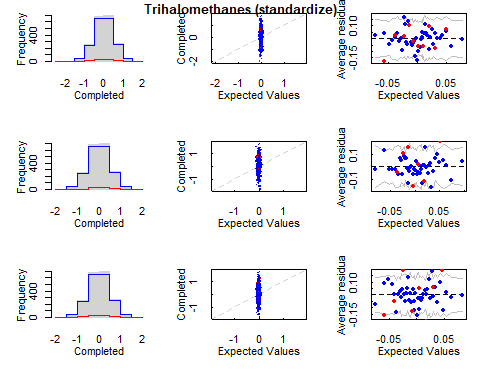 Trihalomethanes (standardize)
Frequency
0 400
-2 -1 0 1 2
Completed
Completed
-2 0 2
-2 -1 0 1
Expected Values
Average residua
-0.15 0.10
-0.05 0.05
Expected Values
Frequency
0 400
-2 -1 0 1 2
Completed
Completed
-1 1
-1 0 1
Expected Values
Average residua
-0.1 0.1
-0.05 0.05
Expected Values
Frequency
0 400
-2 -1 0 1 2
Completed
Completed
-1 1
-1 0 1
Expected Values
Average residua
-0.15 0.10
-0.05 0.05
Expected Values